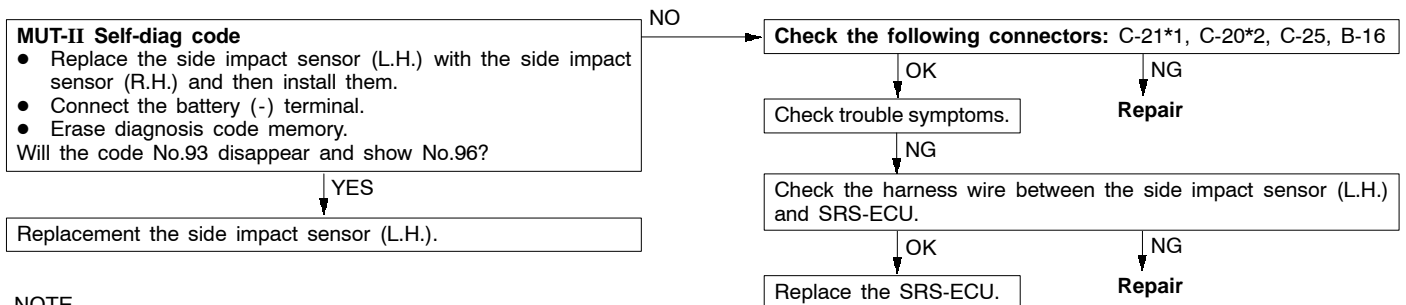 MUT-II Self-diag code
● Replace the side impact sensor (L.H.) with the side impact
sensor (R.H.) and then install them.
● Connect the battery (-) terminal.
● Erase diagnosis code memory.
Will the code No.93 disappear and show No.96?
YES
Replacement the side impact sensor (L.H.).
NO
Check the following connectors: C-21*1, C-20*2, C-25, B-16
OK
NG
Check trouble symptoms.
Repair
NG
Check the harness wire between the side impact sensor (L.H.)
and SRS-ECU.
OK
NG
Replace the SRS-ECU.
Repair
NOTE